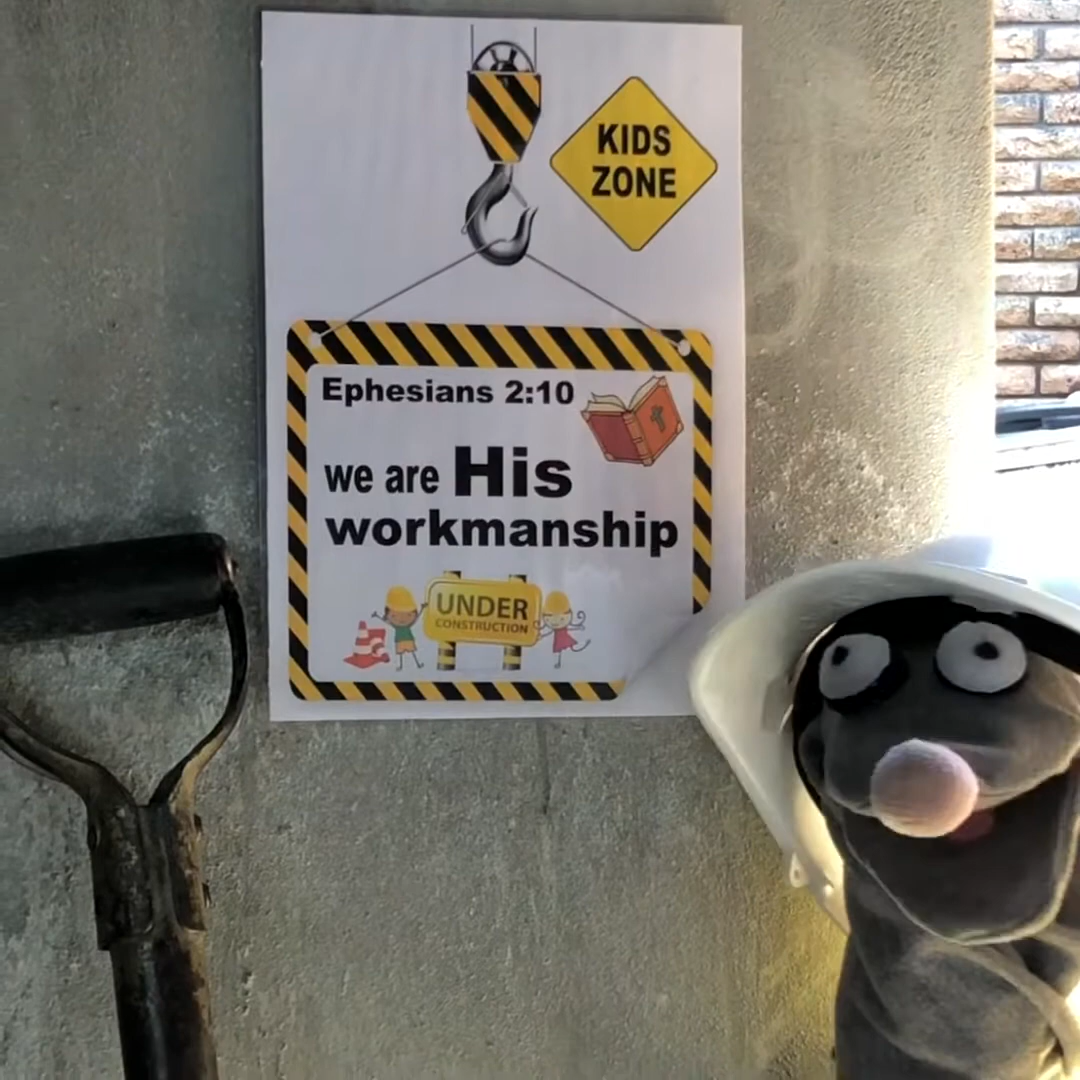 KIDS
ZONE
Ephesians 2:10
we are His
workmanship
UNDER
CONSTRUCTION